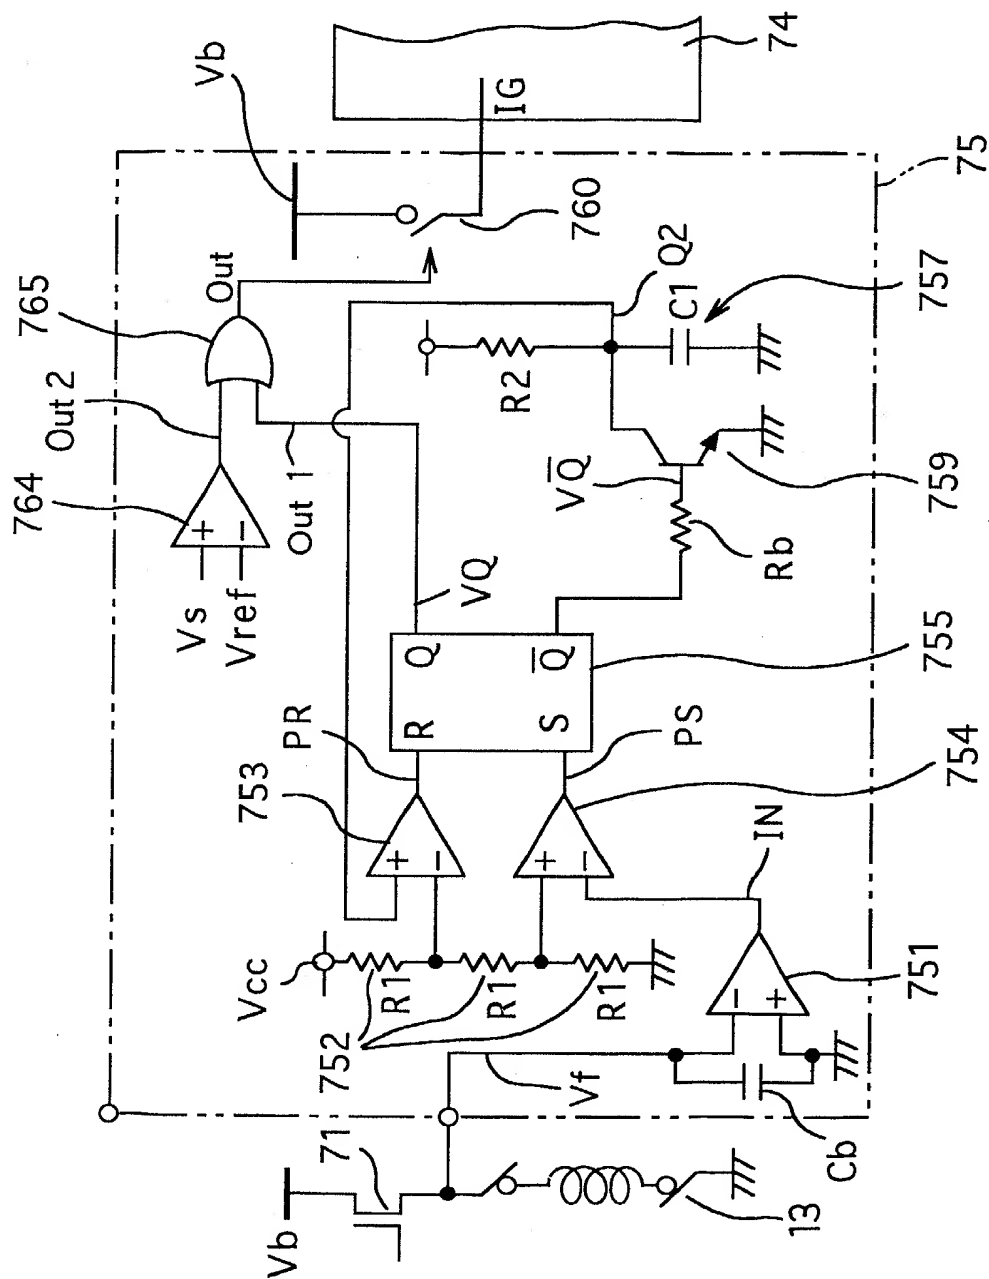 Vb
74
IG
75
760
Out
765
Out 2
764
Vs
Vref
Out 1
Q2
C1
757
R2
VQ̅
759
Rb
VQ
Q
Q̅
R
S
755
PR
PS
753
754
IN
Vcc
R1
R1
R1
752
751
Vf
Cb
71
Vb
13
+
−
+
−
+
−
−
+